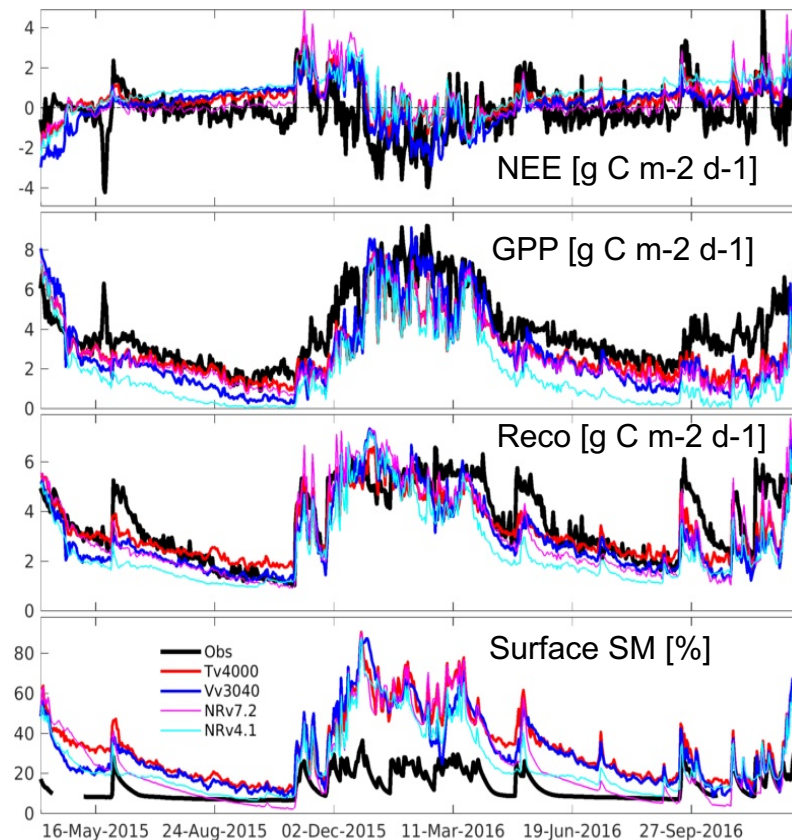 4
2
0
-2
-4
NEE [g C m-2 d-1]
8
6
4
2
0
GPP [g C m-2 d-1]
6
4
2
0
Reco [g C m-2 d-1]
80
60
40
20
0
Surface SM [%]
Obs
Tv4000
Vv3040
NRv7.2
NRv4.1
16-May-2015 24-Aug-2015 02-Dec-2015 11-Mar-2016 19-Jun-2016 27-Sep-2016